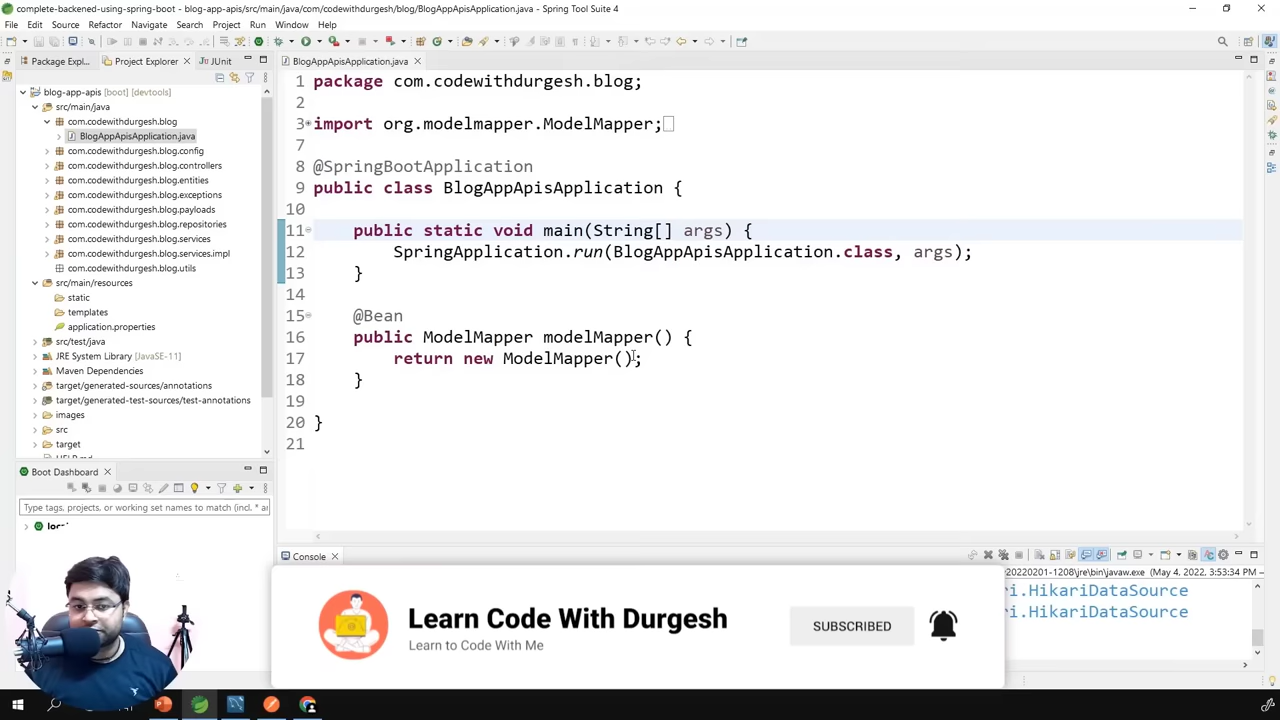 complete-backened-using-spring-boot - blog-app-apis/src/main/java/com/codewithdurgesh/blog/BlogAppApisApplication.java - Spring Tool Suite 4
File Edit Source Refactor Navigate Search Project Run Window Help
Package Expl...
Project Explorer
JUnit
blog-app-apis [boot] [devtools]
src/main/java
com.codewithdurgesh.blog
BlogAppApisApplication.java
com.codewithdurgesh.blog.config
com.codewithdurgesh.blog.controllers
com.codewithdurgesh.blog.entities
com.codewithdurgesh.blog.exceptions
com.codewithdurgesh.blog.payloads
com.codewithdurgesh.blog.repositories
com.codewithdurgesh.blog.services
com.codewithdurgesh.blog.services.impl
com.codewithdurgesh.blog.utils
src/main/resources
static
templates
application.properties
src/test/java
JRE System Library [JavaSE-11]
Maven Dependencies
target/generated-sources/annotations
target/generated-test-sources/test-annotations
images
src
target
Boot Dashboard
Type tags, projects, or working set names to match (incl. * ar
BlogAppApisApplication.java
1 package com.codewithdurgesh.blog;
2
3 import org.modelmapper.ModelMapper;
7
8 @SpringBootApplication
9 public class BlogAppApisApplication {
10
11 public static void main(String[] args) {
12 SpringApplication.run(BlogAppApisApplication.class, args);
13 }
14
15 @Bean
16 public ModelMapper modelMapper() {
17 return new ModelMapper();
18 }
19
20 }
21
Console
20220201-1208\jre\bin\javaw.exe (May 4, 2022, 3:53:34 PM)
ri.HikariDataSource
ri.HikariDataSource
Learn Code With Durgesh
Learn to Code With Me
SUBSCRIBED